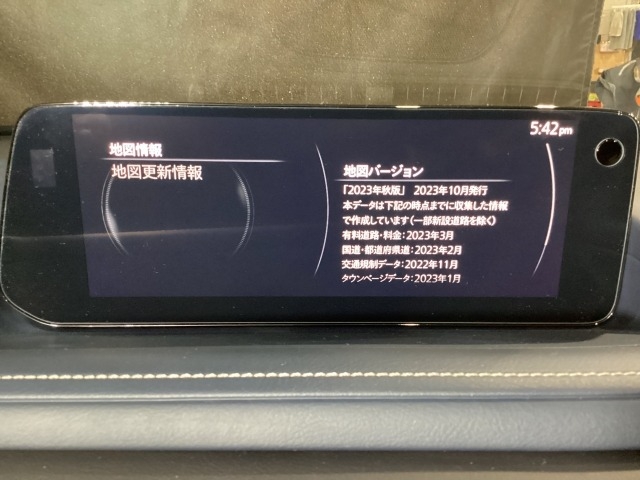 5:42pm
地図情報
地図更新情報
地図バージョン
「2023年秋版」 2023年10月発行
本データは下記の時点までに収集した情報
で作成しています(一部新設道路を除く)
有料道路・料金:2023年3月
国道・都道府県道:2023年2月
交通規制データ:2022年11月
タウンページデータ:2023年1月